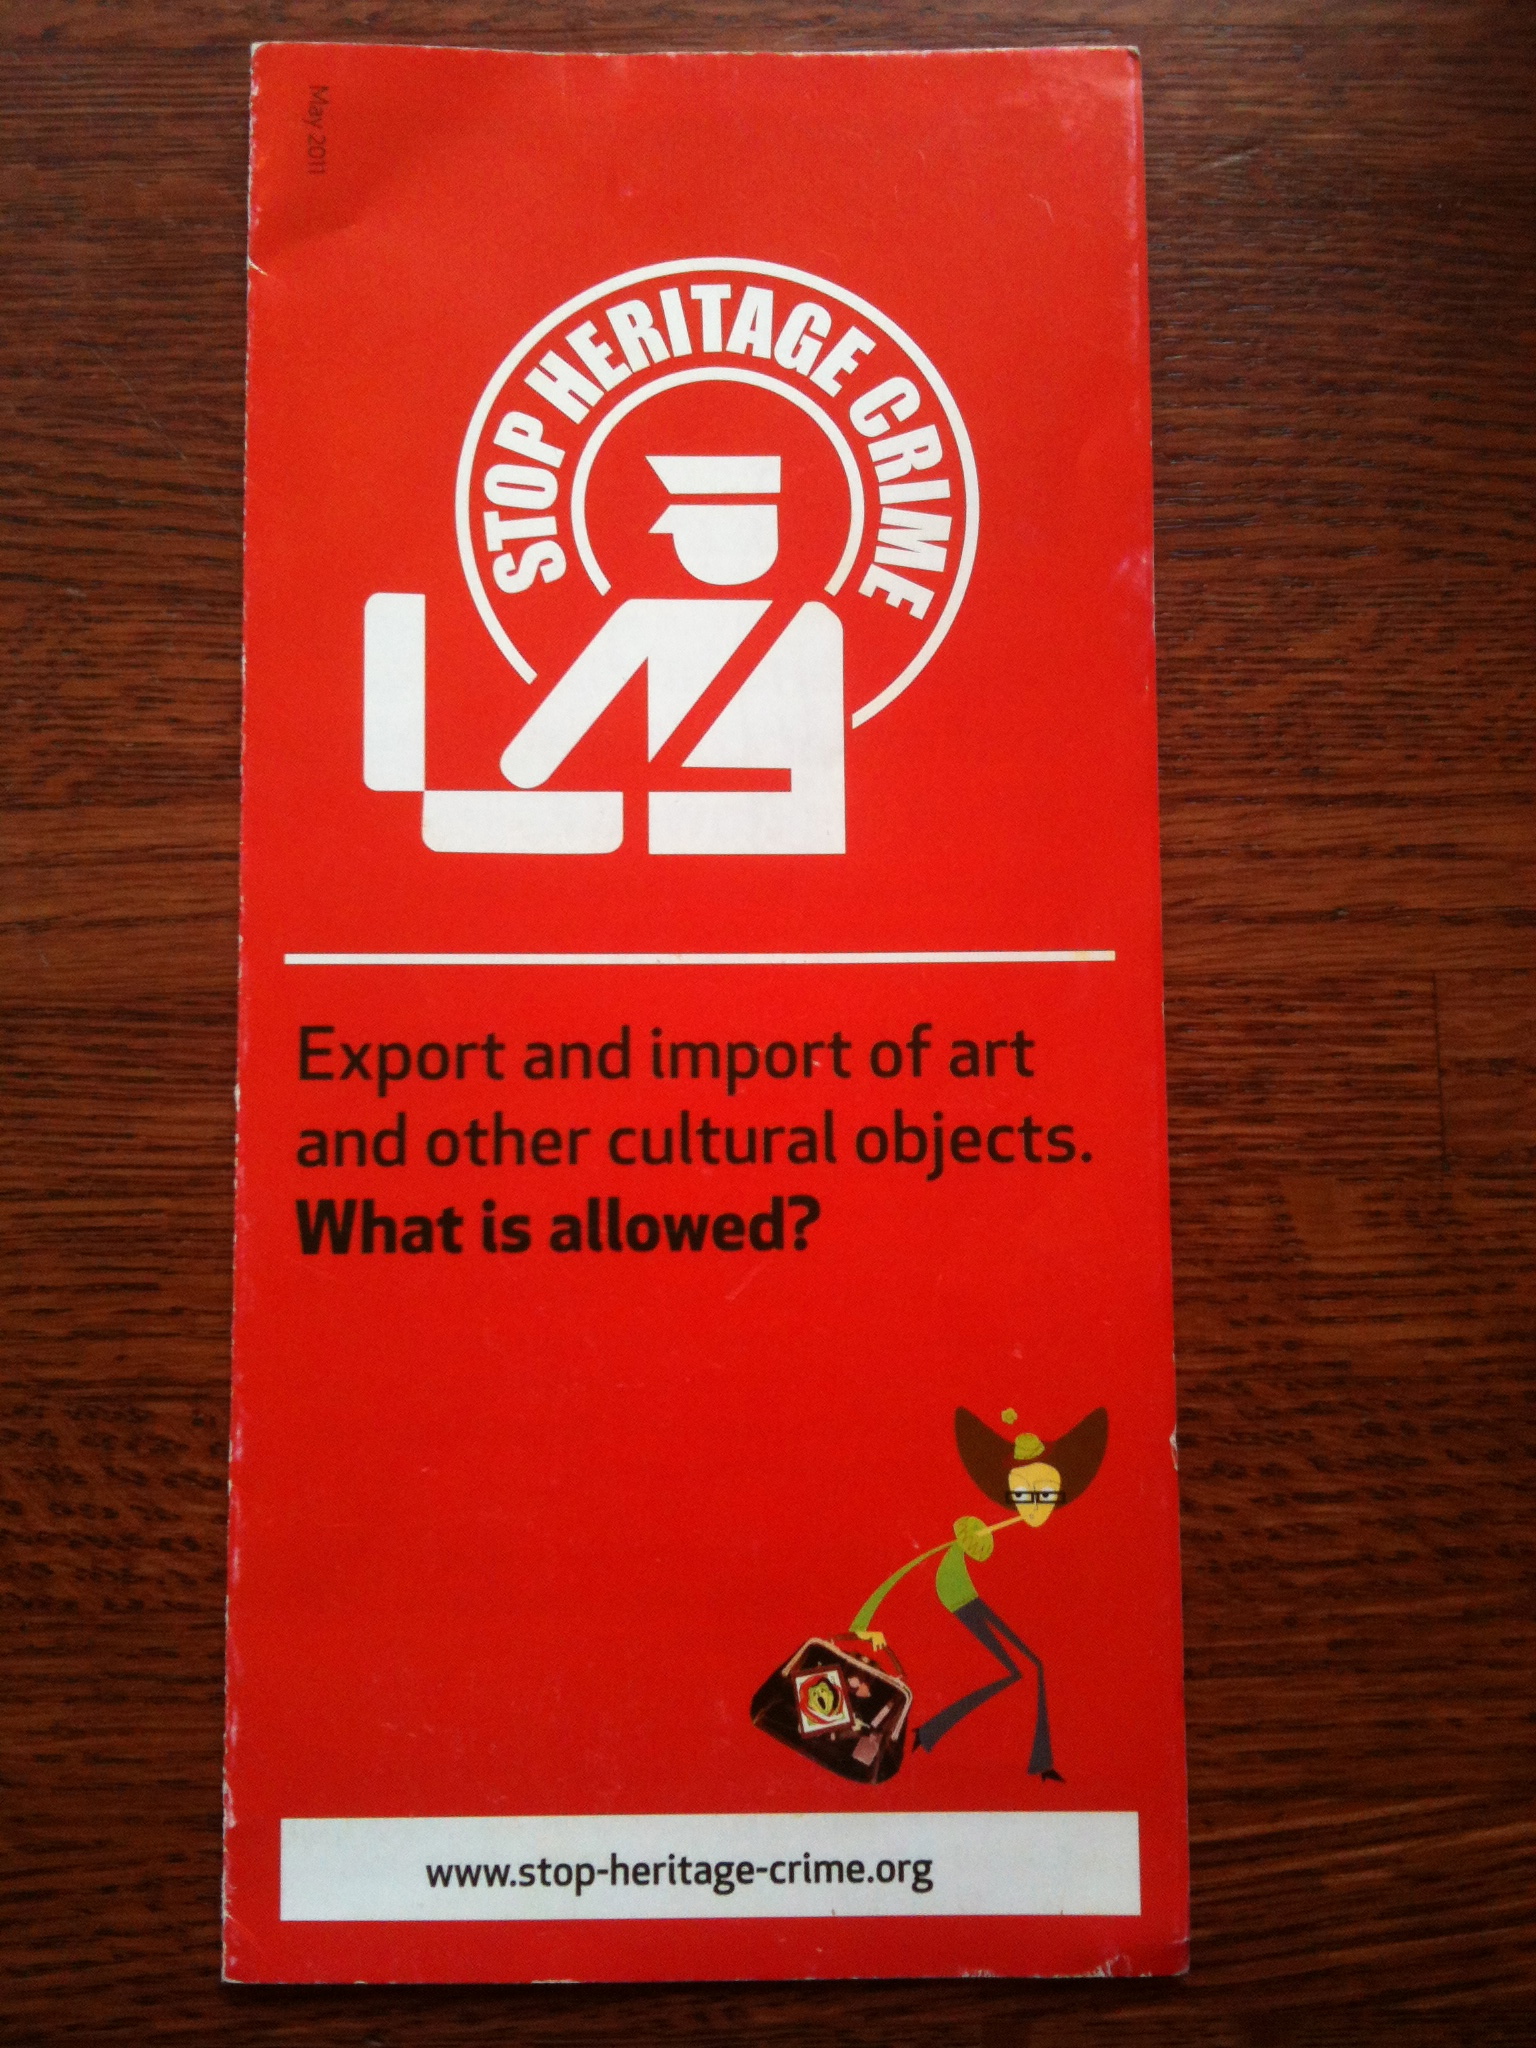 May 2011
STOP HERITAGE CRIME
Export and import of art
and other cultural objects.
What is allowed?
www.stop-heritage-crime.org